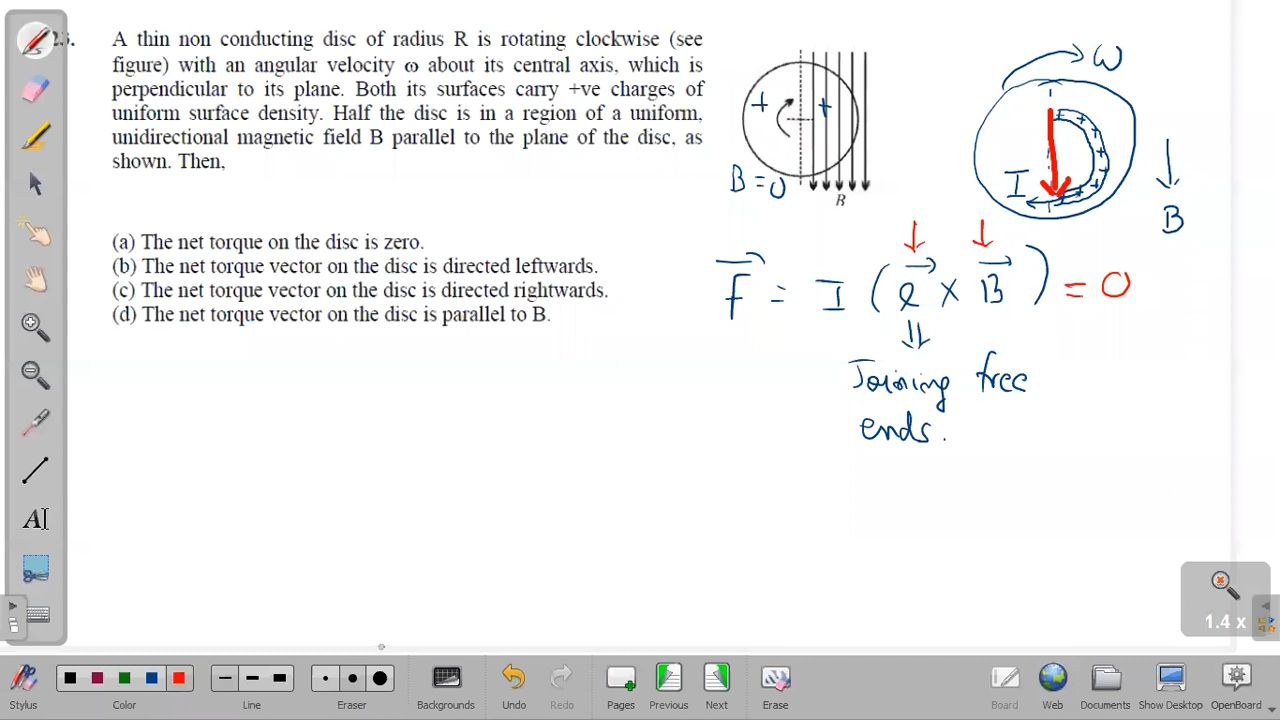 23. A thin non conducting disc of radius R is rotating clockwise (see
figure) with an angular velocity ω about its central axis, which is
perpendicular to its plane. Both its surfaces carry +ve charges of
uniform surface density. Half the disc is in a region of a uniform,
unidirectional magnetic field B parallel to the plane of the disc, as
shown. Then,
(a) The net torque on the disc is zero.
(b) The net torque vector on the disc is directed leftwards.
(c) The net torque vector on the disc is directed rightwards.
(d) The net torque vector on the disc is parallel to B.
+ +
B = 0
B
ω
I
B
F = I ( l × B ) = 0
Joining free
ends.
1.4 x
Stylus
Color
Line
Eraser
Backgrounds
Undo
Redo
Pages
Previous
Next
Erase
Board
Web
Documents
Show Desktop
OpenBoard